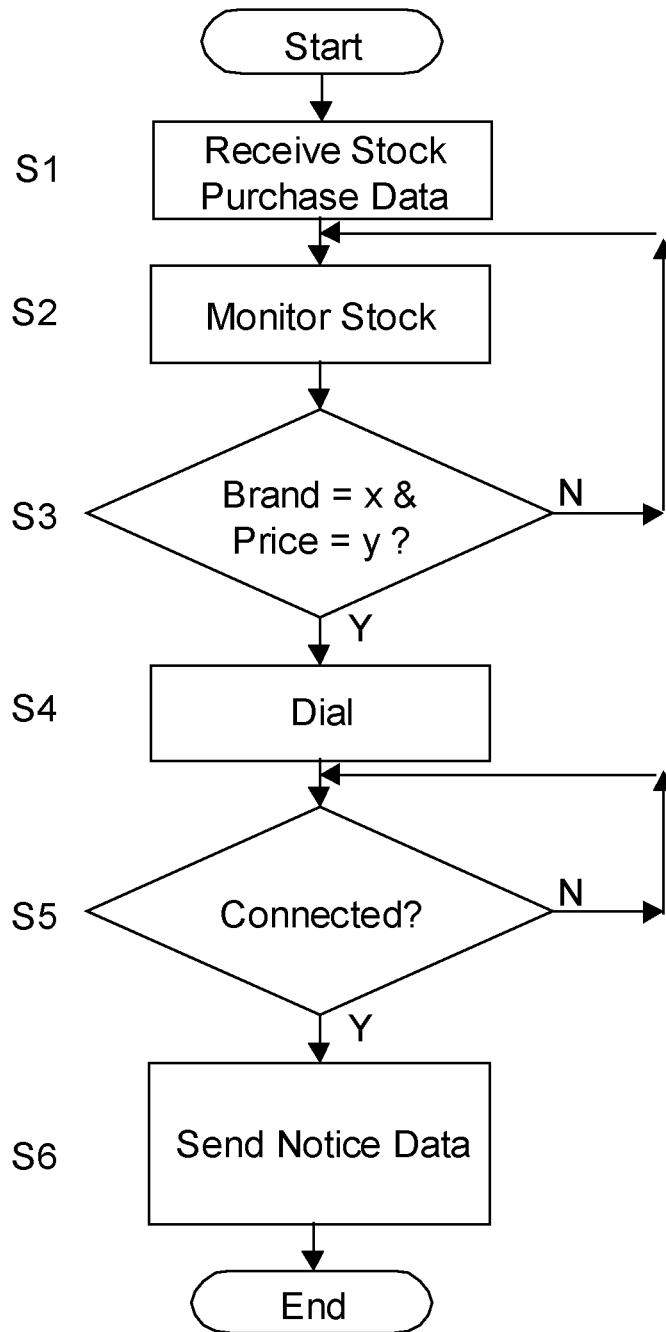 Start
S1
Receive Stock
Purchase Data
S2
Monitor Stock
S3
Brand = x &
Price = y ?
N
Y
S4
Dial
S5
Connected?
N
Y
S6
Send Notice Data
End